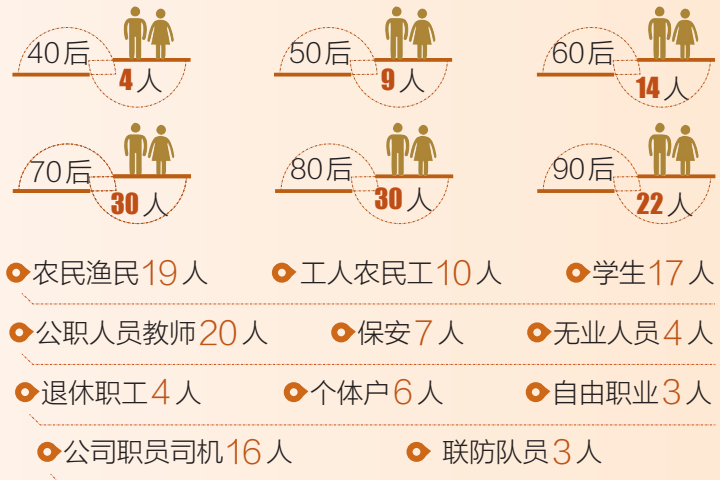 40后 50后 60后
4人 9人 14人
70后 80后 90后
30人 30人 22人
农民渔民19人 工人农民工10人 学生17人
公职人员教师20人 保安7人 无业人员4人
退休职工4人 个体户6人 自由职业3人
公司职员司机16人 联防队员3人